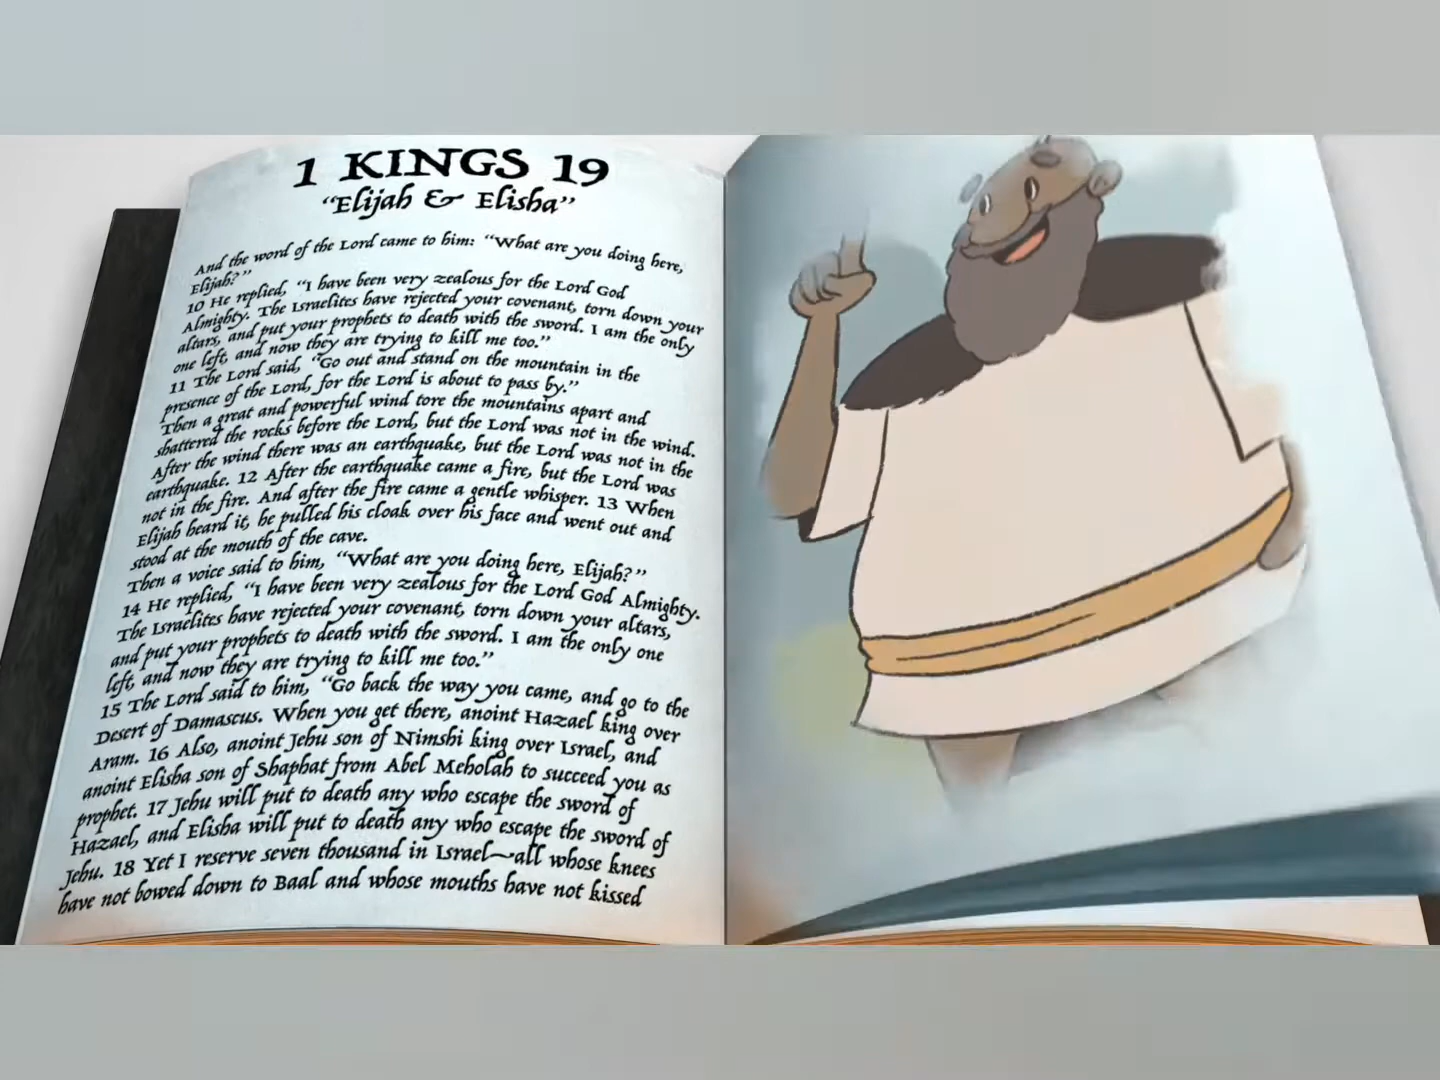 1 KINGS 19
“Elijah & Elisha”
And the word of the Lord came to him: “What are you doing here,
Elijah?”
10 He replied, “I have been very zealous for the Lord God
Almighty. The Israelites have rejected your covenant, torn down your
altars, and put your prophets to death with the sword. I am the only
one left, and now they are trying to kill me too.”
11 The Lord said, “Go out and stand on the mountain in the
presence of the Lord, for the Lord is about to pass by.”
Then a great and powerful wind tore the mountains apart and
shattered the rocks before the Lord, but the Lord was not in the wind.
After the wind there was an earthquake, but the Lord was not in the
earthquake. 12 After the earthquake came a fire, but the Lord was
not in the fire. And after the fire came a gentle whisper. 13 When
Elijah heard it, he pulled his cloak over his face and went out and
stood at the mouth of the cave.
Then a voice said to him, “What are you doing here, Elijah?”
14 He replied, “I have been very zealous for the Lord God Almighty.
The Israelites have rejected your covenant, torn down your altars,
and put your prophets to death with the sword. I am the only one
left, and now they are trying to kill me too.”
15 The Lord said to him, “Go back the way you came, and go to the
Desert of Damascus. When you get there, anoint Hazael king over
Aram. 16 Also, anoint Jehu son of Nimshi king over Israel, and
anoint Elisha son of Shaphat from Abel Meholah to succeed you as
prophet. 17 Jehu will put to death any who escape the sword of
Hazael, and Elisha will put to death any who escape the sword of
Jehu. 18 Yet I reserve seven thousand in Israel—all whose knees
have not bowed down to Baal and whose mouths have not kissed